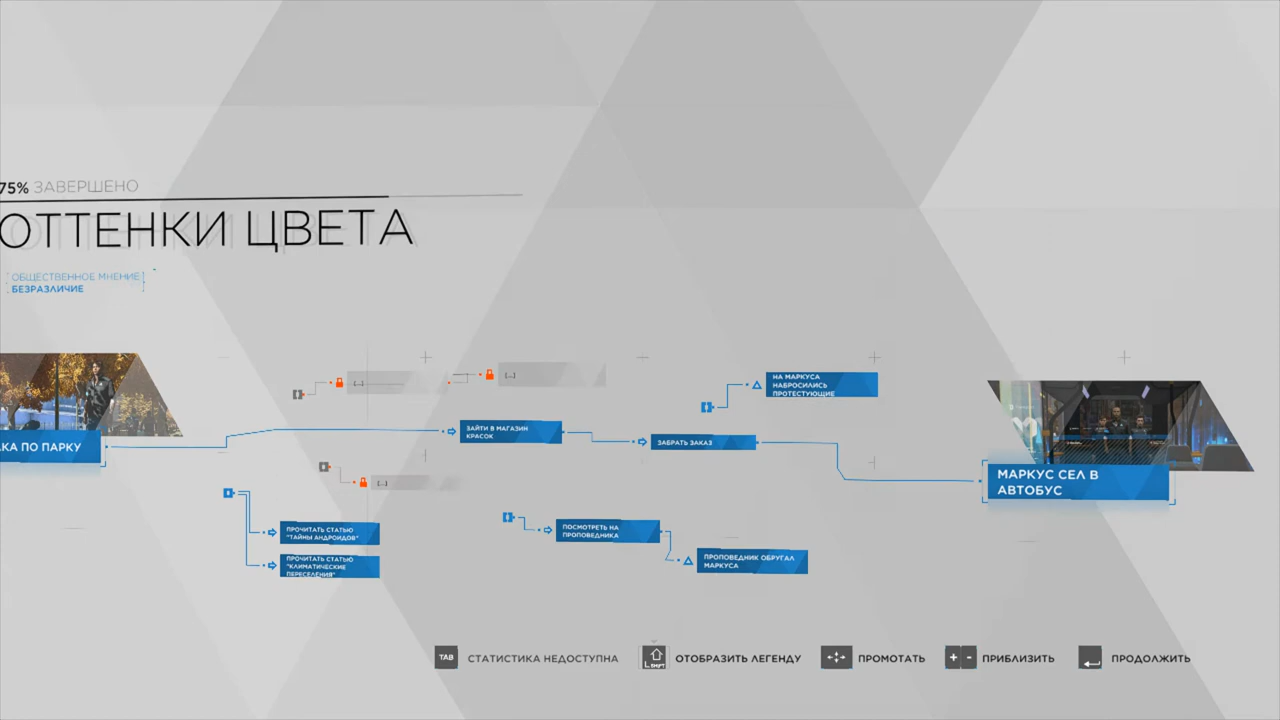 75% ЗАВЕРШЕНО
ОТТЕНКИ ЦВЕТА
ОБЩЕСТВЕННОЕ МНЕНИЕ:
БЕЗРАЗЛИЧИЕ
[...]
[...]
НА МАРКУСА
НАБРОСИЛИСЬ
ПРОТЕСТУЮЩИЕ
ЗАЙТИ В МАГАЗИН
КРАСОК
ЗАБРАТЬ ЗАКАЗ
КА ПО ПАРКУ
[...]
МАРКУС СЕЛ В
АВТОБУС
ПРОЧИТАТЬ СТАТЬЮ
"ТАЙНЫ АНДРОИДОВ"
ПОСМОТРЕТЬ НА
ПРОПОВЕДНИКА
ПРОЧИТАТЬ СТАТЬЮ
"КЛИМАТИЧЕСКИЕ
ПЕРЕСЕЛЕНИЯ"
ПРОПОВЕДНИК ОБРУГАЛ
МАРКУСА
TAB СТАТИСТИКА НЕДОСТУПНА
L SHIFT ОТОБРАЗИТЬ ЛЕГЕНДУ
ПРОМОТАТЬ
+ - ПРИБЛИЗИТЬ
ПРОДОЛЖИТЬ